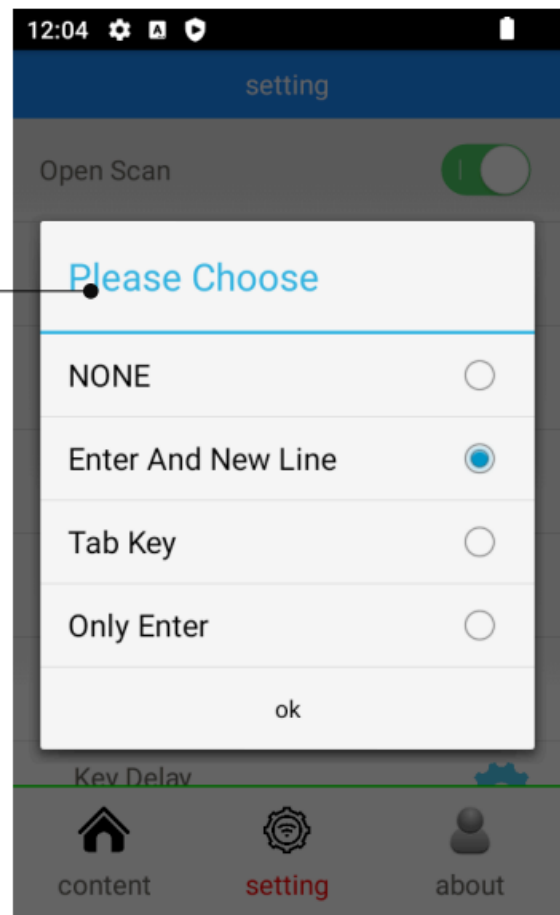 12:04
setting
Open Scan
Please Choose
NONE
Enter And New Line
Tab Key
Only Enter
ok
Key Delay
content setting about